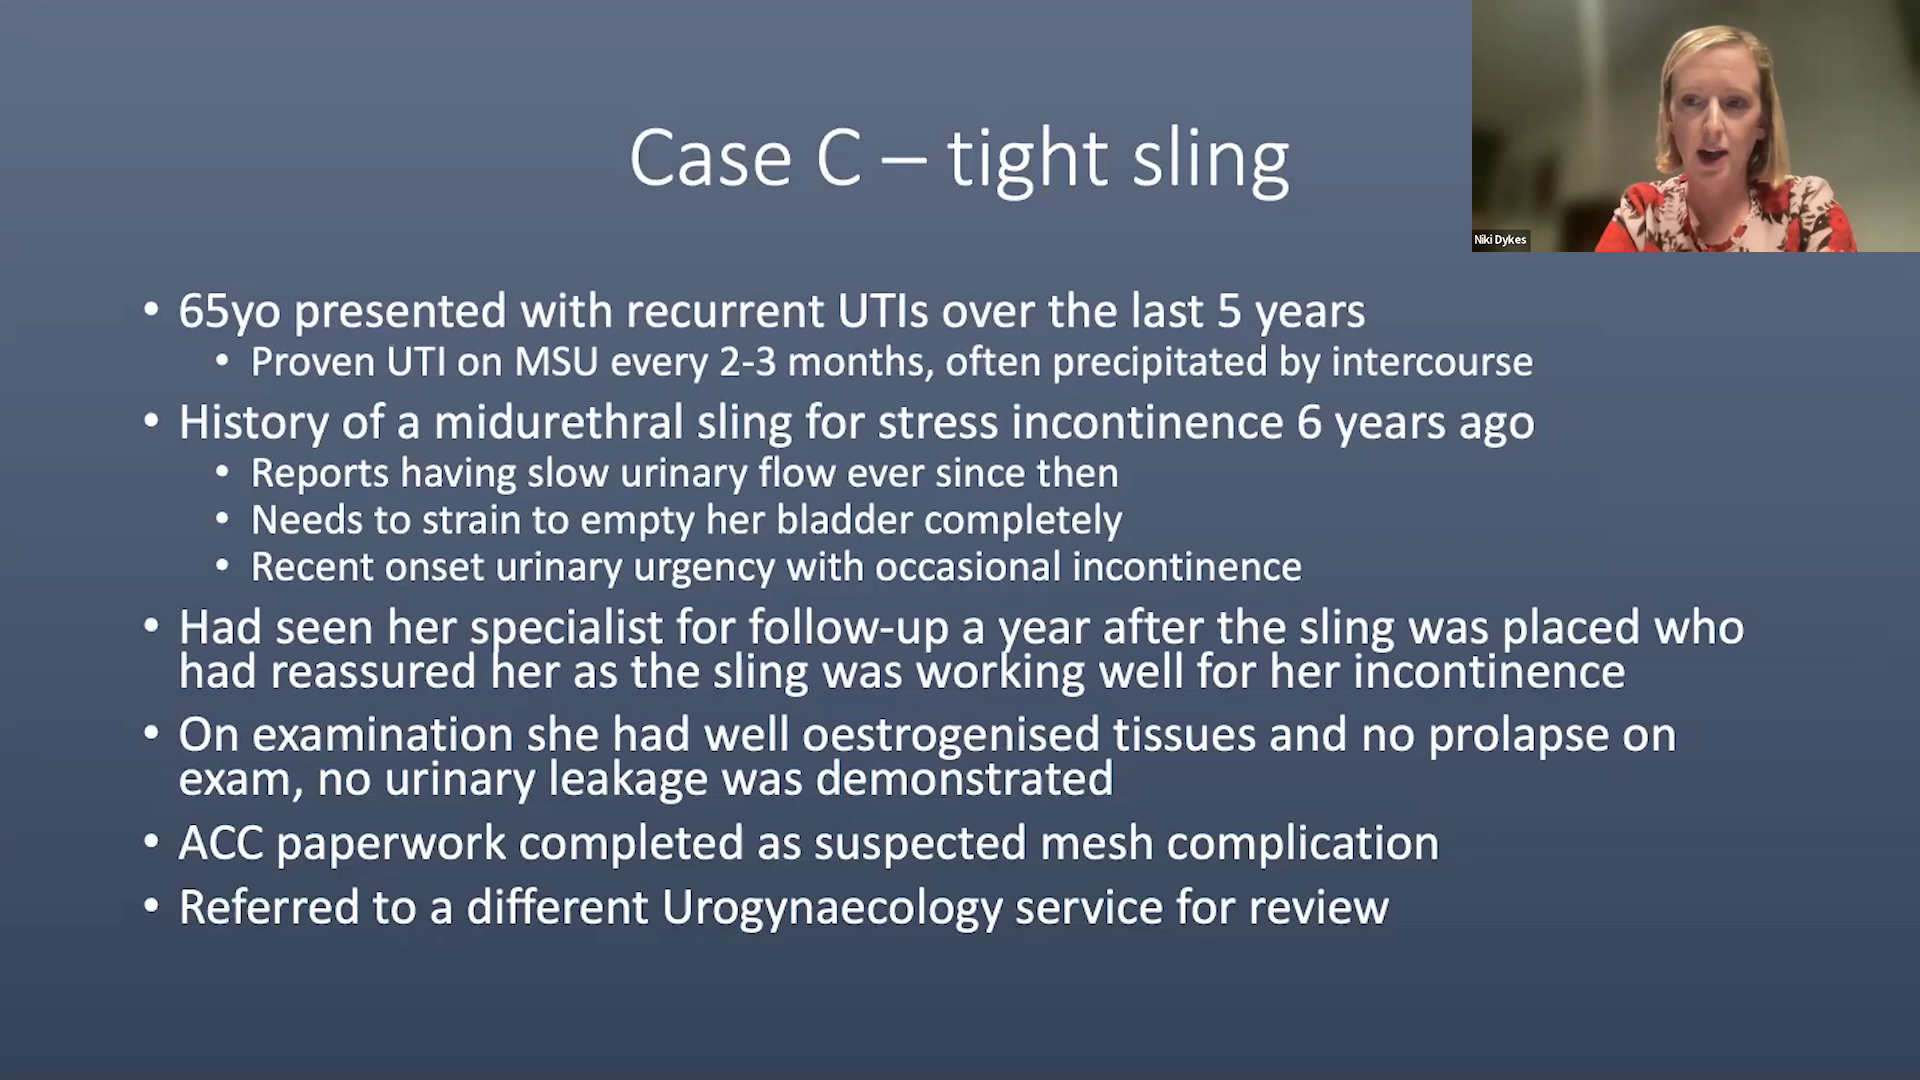 Case C – tight sling
Niki Dykes
• 65yo presented with recurrent UTIs over the last 5 years
• Proven UTI on MSU every 2-3 months, often precipitated by intercourse
• History of a midurethral sling for stress incontinence 6 years ago
• Reports having slow urinary flow ever since then
• Needs to strain to empty her bladder completely
• Recent onset urinary urgency with occasional incontinence
• Had seen her specialist for follow-up a year after the sling was placed who
had reassured her as the sling was working well for her incontinence
• On examination she had well oestrogenised tissues and no prolapse on
exam, no urinary leakage was demonstrated
• ACC paperwork completed as suspected mesh complication
• Referred to a different Urogynaecology service for review